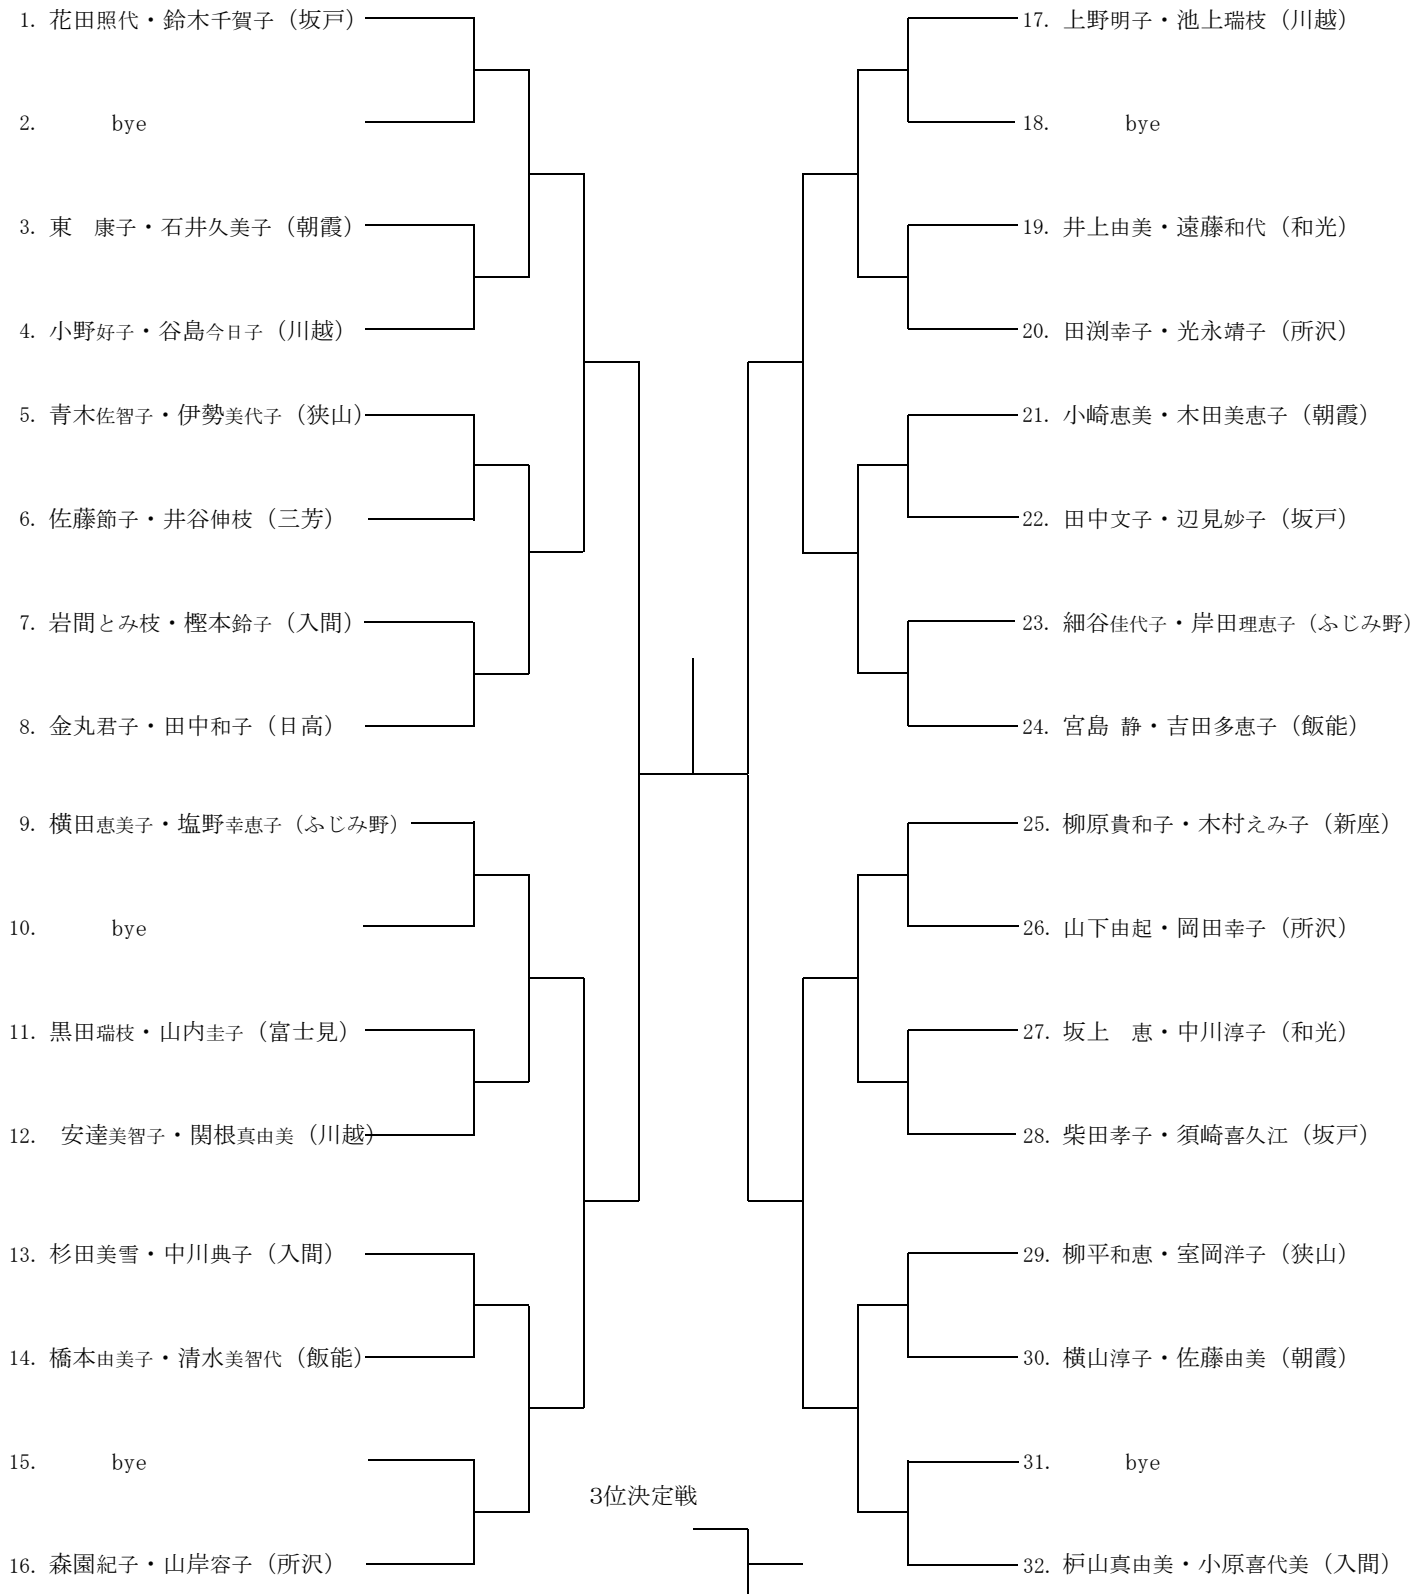 1. 花田照代・鈴木千賀子（坂戸）
2. bye
3. 東　康子・石井久美子（朝霞）
4. 小野好子・谷島今日子（川越）
5. 青木佐智子・伊勢美代子（狭山）
6. 佐藤節子・井谷伸枝（三芳）
7. 岩間とみ枝・樫本鈴子（入間）
8. 金丸君子・田中和子（日高）
9. 横田恵美子・塩野幸恵子（ふじみ野）
10. bye
11. 黒田瑞枝・山内圭子（富士見）
12. 安達美智子・関根真由美（川越）
13. 杉田美雪・中川典子（入間）
14. 橋本由美子・清水美智代（飯能）
15. bye
16. 森園紀子・山岸容子（所沢）
3位決定戦
17. 上野明子・池上瑞枝（川越）
18. bye
19. 井上由美・遠藤和代（和光）
20. 田渕幸子・光永靖子（所沢）
21. 小崎恵美・木田美恵子（朝霞）
22. 田中文子・辺見妙子（坂戸）
23. 細谷佳代子・岸田理恵子（ふじみ野）
24. 宮島 静・吉田多恵子（飯能）
25. 柳原貴和子・木村えみ子（新座）
26. 山下由起・岡田幸子（所沢）
27. 坂上　恵・中川淳子（和光）
28. 柴田孝子・須崎喜久江（坂戸）
29. 柳平和恵・室岡洋子（狭山）
30. 横山淳子・佐藤由美（朝霞）
31. bye
32. 枦山真由美・小原喜代美（入間）